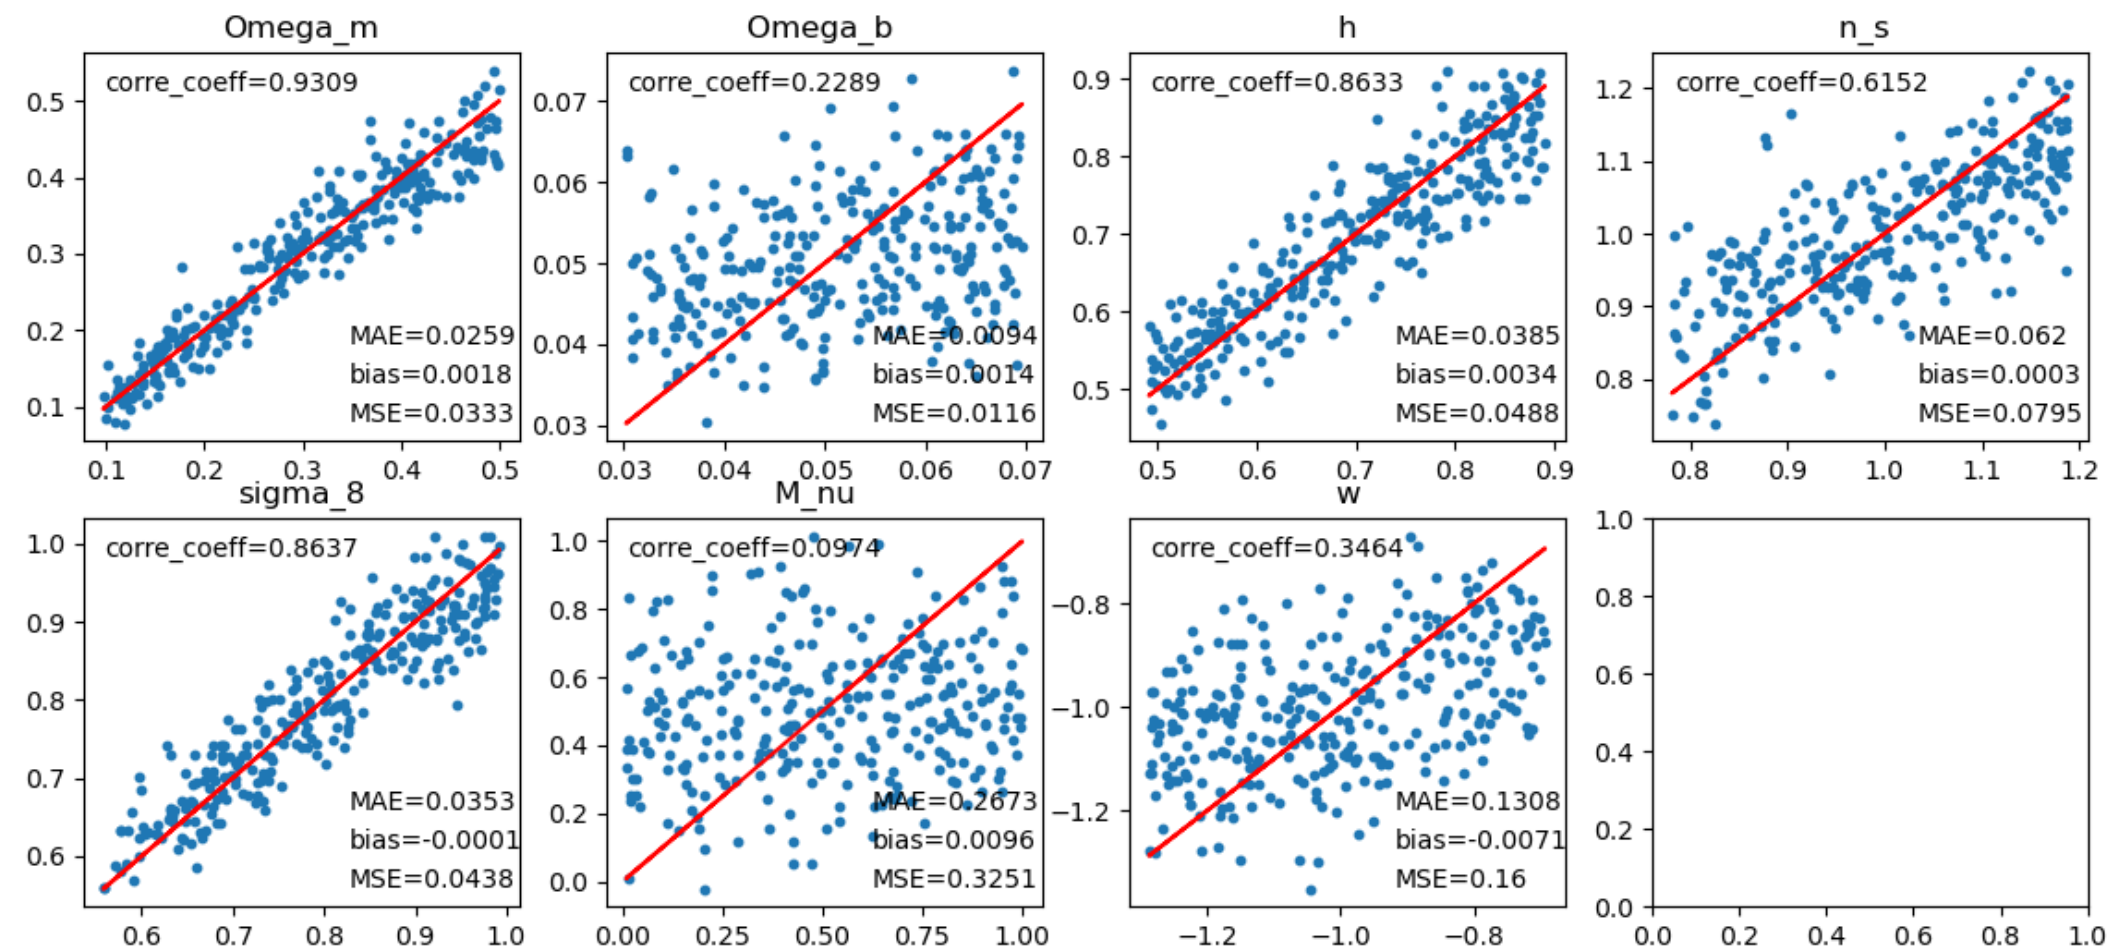 Omega_m
corre_coeff=0.9309
MAE=0.0259
bias=0.0018
MSE=0.0333
0.5
0.4
0.3
0.2
0.1
0.1 0.2 0.3 0.4 0.5
Omega_b
corre_coeff=0.2289
MAE=0.0094
bias=0.0014
MSE=0.0116
0.07
0.06
0.05
0.04
0.03
0.03 0.04 0.05 0.06 0.07
h
corre_coeff=0.8633
MAE=0.0385
bias=0.0034
MSE=0.0488
0.9
0.8
0.7
0.6
0.5
0.5 0.6 0.7 0.8 0.9
n_s
corre_coeff=0.6152
MAE=0.062
bias=0.0003
MSE=0.0795
1.2
1.1
1.0
0.9
0.8
0.8 0.9 1.0 1.1 1.2
sigma_8
corre_coeff=0.8637
MAE=0.0353
bias=-0.0001
MSE=0.0438
1.0
0.9
0.8
0.7
0.6
0.6 0.7 0.8 0.9 1.0
M_nu
corre_coeff=0.0974
MAE=0.2673
bias=0.0096
MSE=0.3251
1.0
0.8
0.6
0.4
0.2
0.0
0.00 0.25 0.50 0.75 1.00
w
corre_coeff=0.3464
MAE=0.1308
bias=-0.0071
MSE=0.16
−0.8
−1.0
−1.2
−1.2 −1.0 −0.8
1.0
0.8
0.6
0.4
0.2
0.0
0.0 0.2 0.4 0.6 0.8 1.0